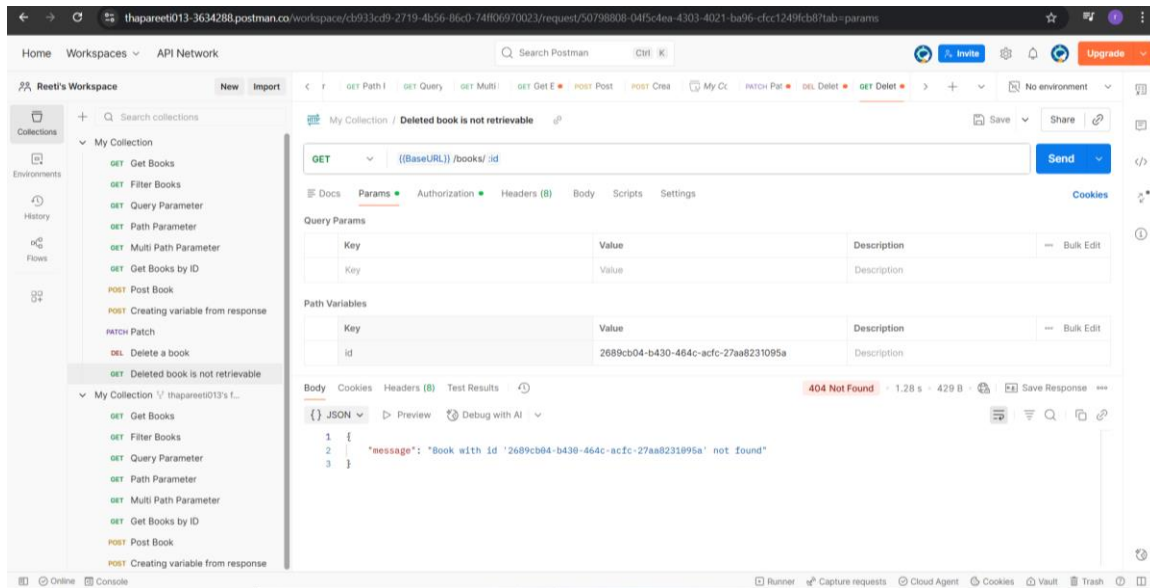 thapareeti013-3634288.postman.co/workspace/cb933cd9-2719-4b56-86c0-74ff06970023/request/50798808-04f5c4ea-4303-4021-ba96-cfcc1249fcb8?tab=params
Home Workspaces API Network Search Postman Ctrl K Invite Upgrade
Reeti's Workspace New Import
GET Path GET Query GET Multi GET Get E POST Post POST Crea My Cc PATCH Pat DEL Delet GET Delet No environment
Collections
Environments
History
Flows
Search collections
My Collection
GET Get Books
GET Filter Books
GET Query Parameter
GET Path Parameter
GET Multi Path Parameter
GET Get Books by ID
POST Post Book
POST Creating variable from response
PATCH Patch
DEL Delete a book
GET Deleted book is not retrievable
My Collection thapareeti013's f...
GET Get Books
GET Filter Books
GET Query Parameter
GET Path Parameter
GET Multi Path Parameter
GET Get Books by ID
POST Post Book
POST Creating variable from response
My Collection / Deleted book is not retrievable Save Share
GET {{BaseURL}} /books/ :id Send
Docs Params Authorization Headers (8) Body Scripts Settings Cookies
Query Params
Key Value Description Bulk Edit
Key Value Description
Path Variables
Key Value Description Bulk Edit
id 2689cb04-b430-464c-acfc-27aa8231095a Description
Body Cookies Headers (8) Test Results 404 Not Found 1.28 s 429 B Save Response
{} JSON Preview Debug with AI
1 {
2 "message": "Book with id '2689cb04-b430-464c-acfc-27aa8231095a' not found"
3 }
Online Console Runner Capture requests Cloud Agent Cookies Vault Trash